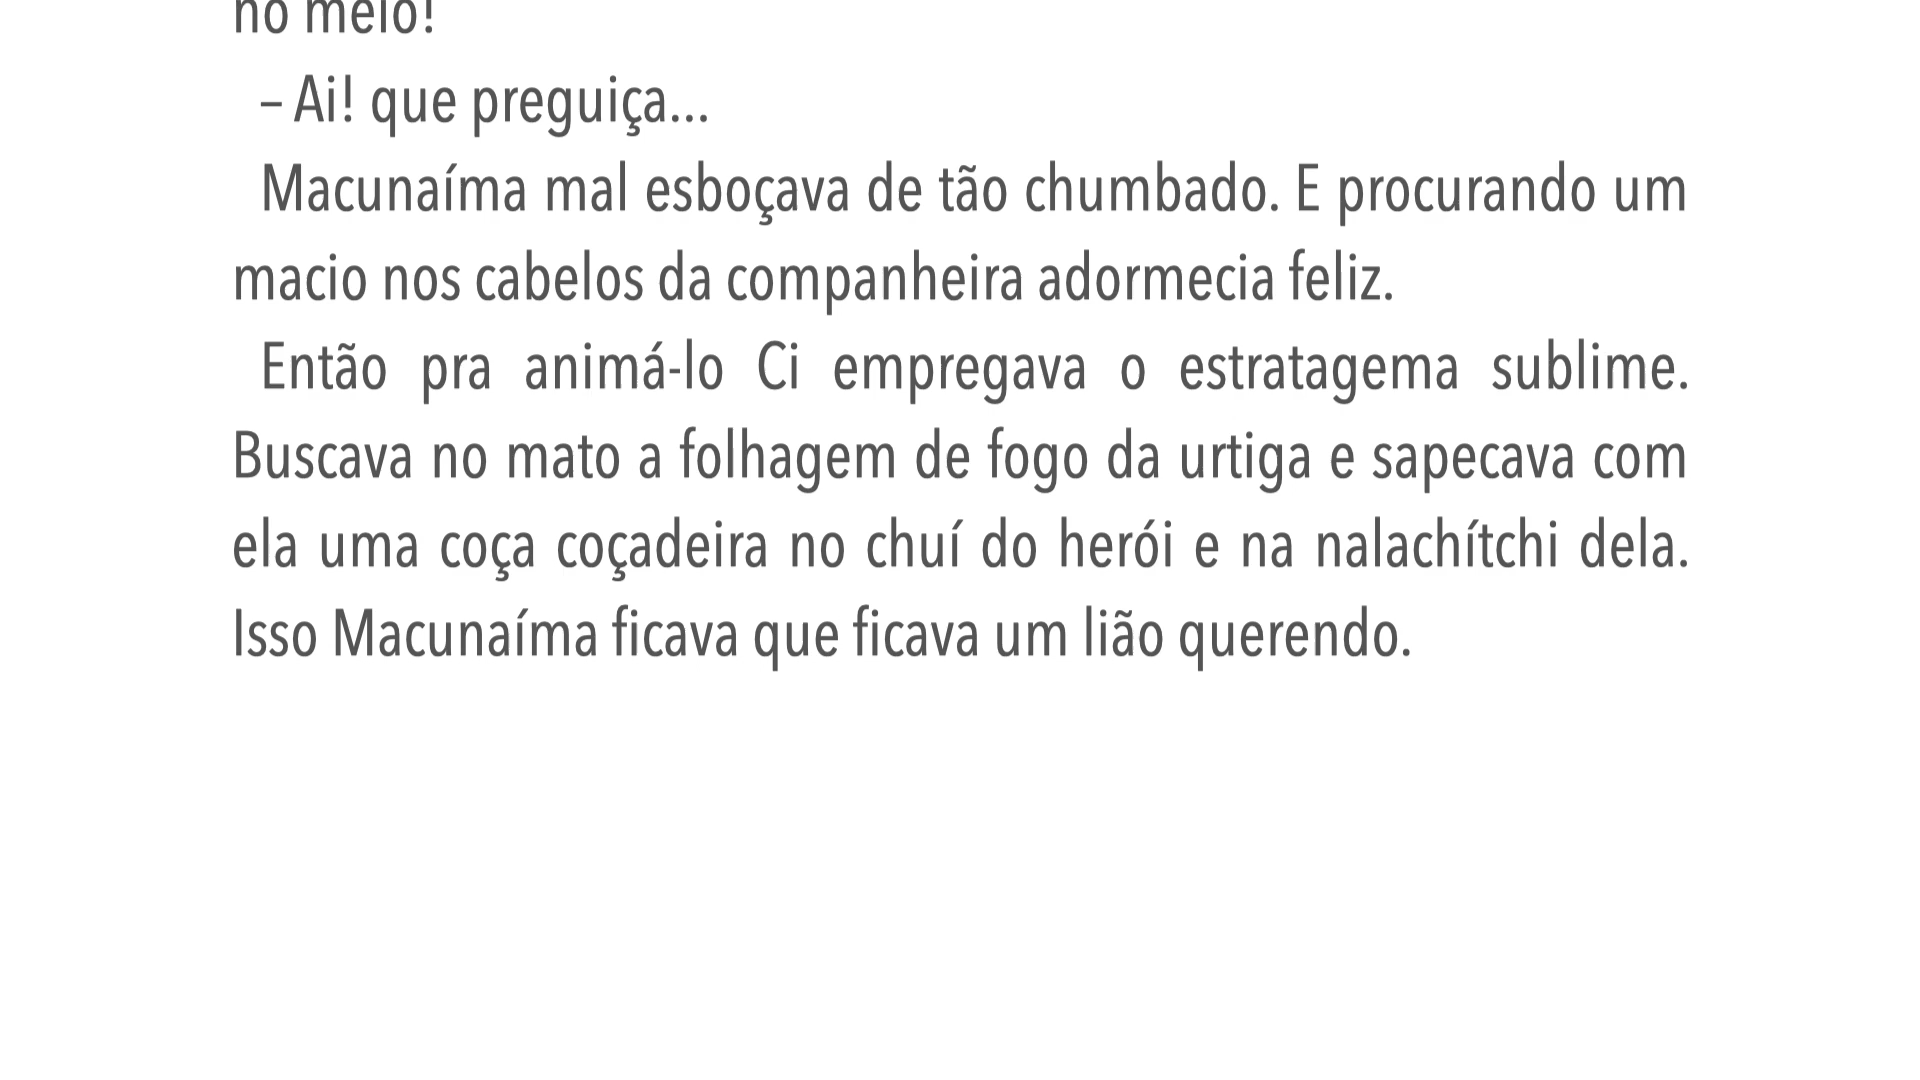 no meio!
– Ai! que preguiça...
Macunaíma mal esboçava de tão chumbado. E procurando um
macio nos cabelos da companheira adormecia feliz.
Então pra animá-lo Ci empregava o estratagema sublime.
Buscava no mato a folhagem de fogo da urtiga e sapecava com
ela uma coça coçadeira no chuí do herói e na nalachítchi dela.
Isso Macunaíma ficava que ficava um lião querendo.